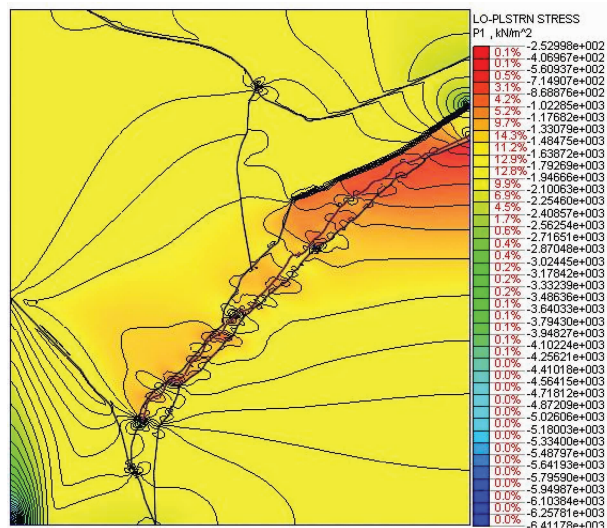 LO-PLSTRN STRESS
P1 , kN/m^2
-2.52998e+002
0.1%
-4.06967e+002
0.1%
-5.60937e+002
0.5%
-7.14907e+002
3.1%
-8.68876e+002
4.2%
-1.02285e+003
5.2%
-1.17682e+003
9.7%
-1.33079e+003
14.3%
-1.48475e+003
11.2%
-1.63872e+003
12.9%
-1.79269e+003
12.8%
-1.94666e+003
9.9%
-2.10063e+003
6.9%
-2.25460e+003
4.5%
-2.40857e+003
1.7%
-2.56254e+003
0.6%
-2.71651e+003
0.4%
-2.87048e+003
0.4%
-3.02445e+003
0.2%
-3.17842e+003
0.2%
-3.33239e+003
0.2%
-3.48636e+003
0.1%
-3.64033e+003
0.1%
-3.79430e+003
0.1%
-3.94827e+003
0.1%
-4.10224e+003
0.1%
-4.25621e+003
0.0%
-4.41018e+003
0.0%
-4.56415e+003
0.0%
-4.71812e+003
0.0%
-4.87209e+003
0.0%
-5.02606e+003
0.0%
-5.18003e+003
0.0%
-5.33400e+003
0.0%
-5.48797e+003
0.0%
-5.64193e+003
0.0%
-5.79590e+003
0.0%
-5.94987e+003
0.0%
-6.10384e+003
0.0%
-6.25781e+003
0.0%
-6.41178e+003